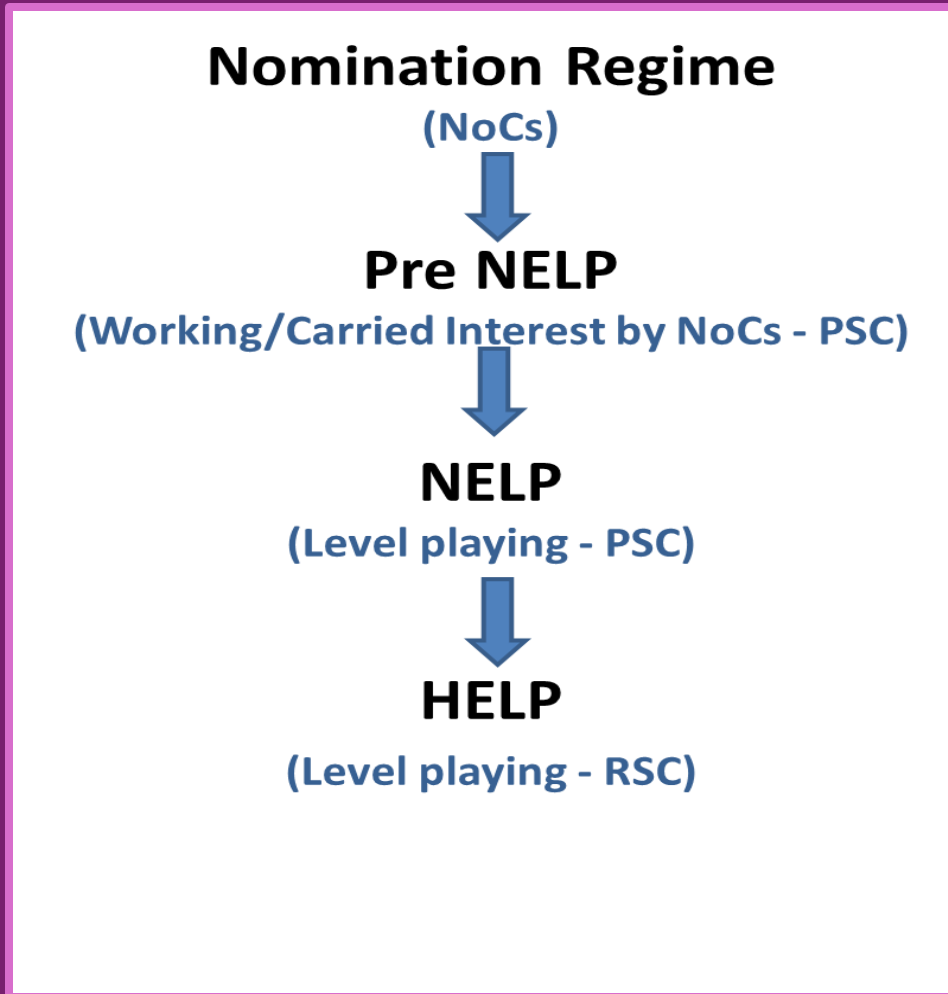 Nomination Regime
(NoCs)
Pre NELP
(Working/Carried Interest by NoCs - PSC)
NELP
(Level playing - PSC)
HELP
(Level playing - RSC)